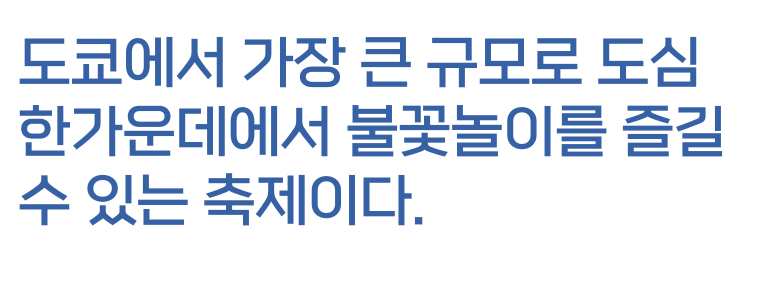 도쿄에서 가장 큰 규모로 도심
한가운데에서 불꽃놀이를 즐길
수 있는 축제이다.